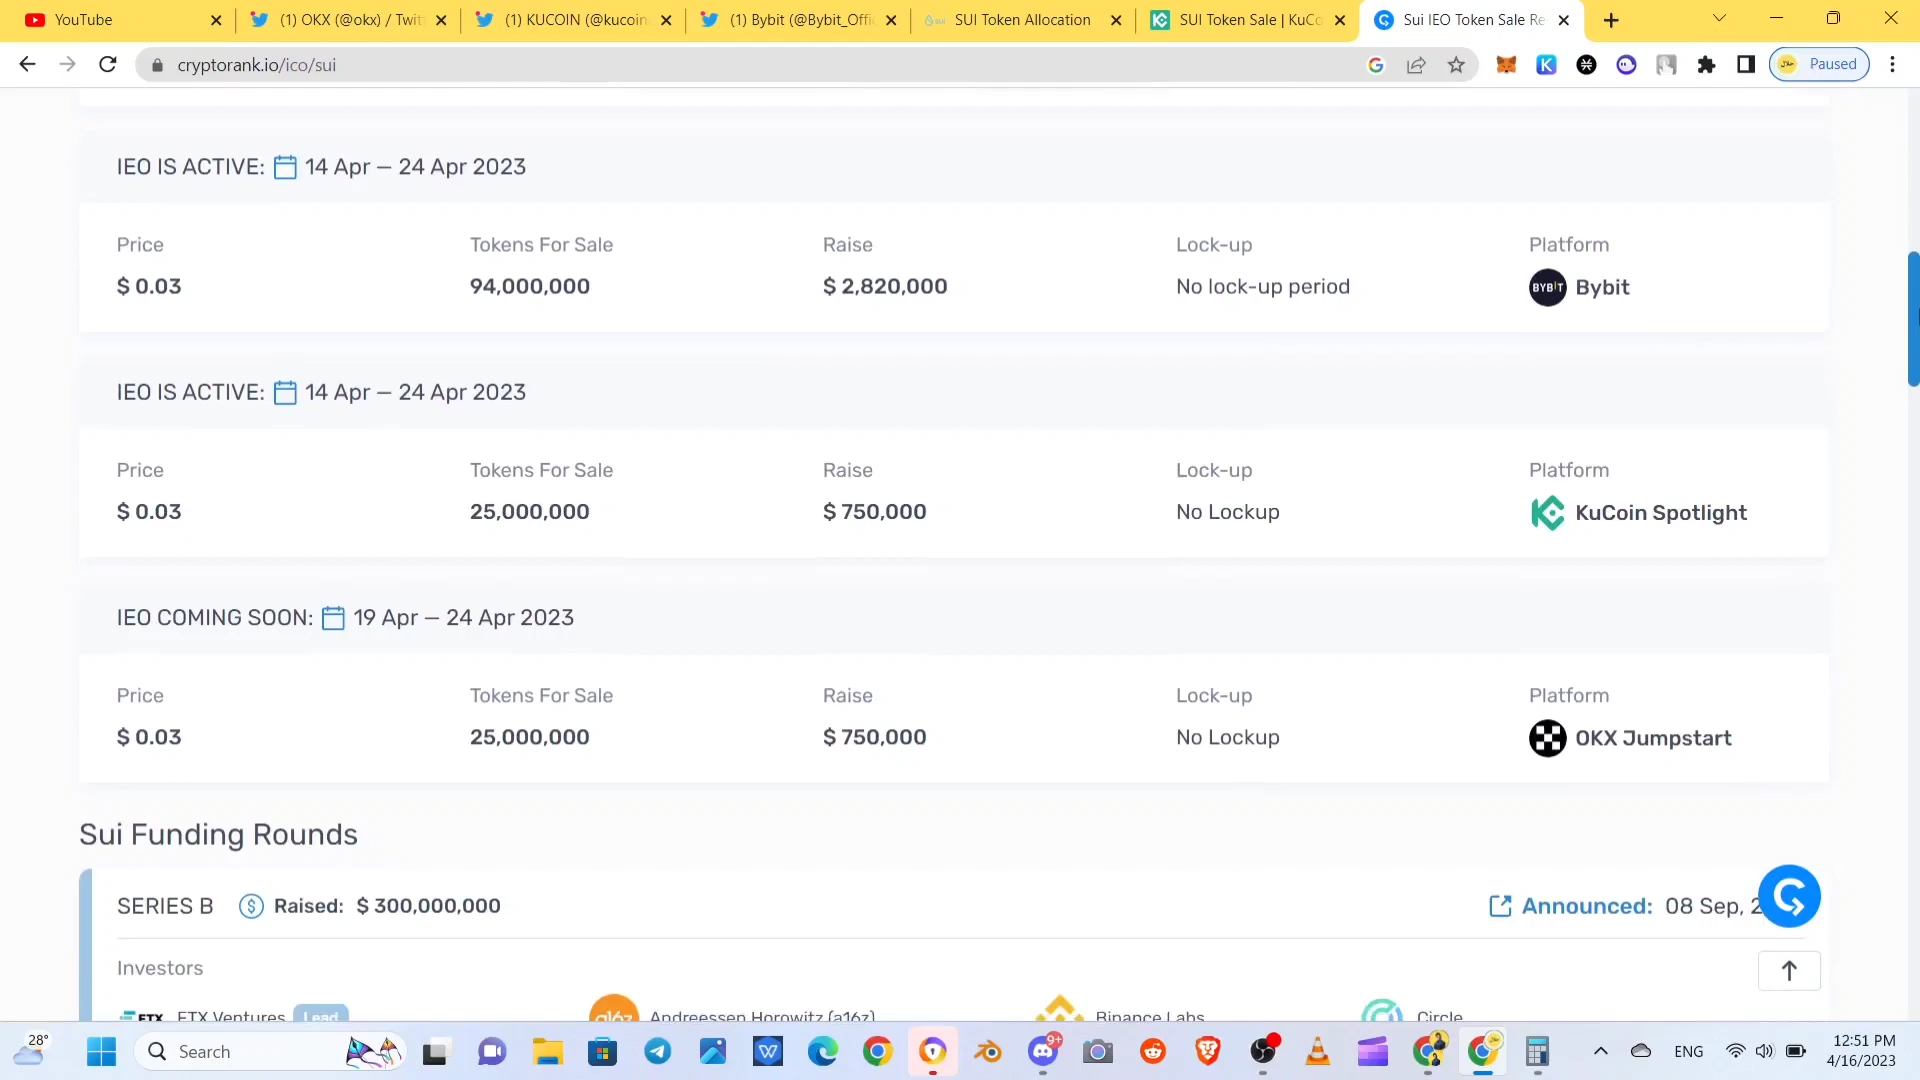 YouTube
(1) OKX (@okx) / Twitt
(1) KUCOIN (@kucoin
(1) Bybit (@Bybit_Offic
SUI Token Allocation
SUI Token Sale | KuCo
Sui IEO Token Sale Re
cryptorank.io/ico/sui
Paused
IEO IS ACTIVE: 14 Apr – 24 Apr 2023
Price Tokens For Sale Raise Lock-up Platform
$ 0.03 94,000,000 $ 2,820,000 No lock-up period BYBIT Bybit
IEO IS ACTIVE: 14 Apr – 24 Apr 2023
Price Tokens For Sale Raise Lock-up Platform
$ 0.03 25,000,000 $ 750,000 No Lockup KuCoin Spotlight
IEO COMING SOON: 19 Apr – 24 Apr 2023
Price Tokens For Sale Raise Lock-up Platform
$ 0.03 25,000,000 $ 750,000 No Lockup OKX Jumpstart
Sui Funding Rounds
SERIES B Raised: $ 300,000,000 Announced: 08 Sep, 2
Investors
FTX FTX Ventures Lead a16z Andreessen Horowitz (a16z) Binance Labs Circle
28°
Search
9+
ENG
12:51 PM
4/16/2023